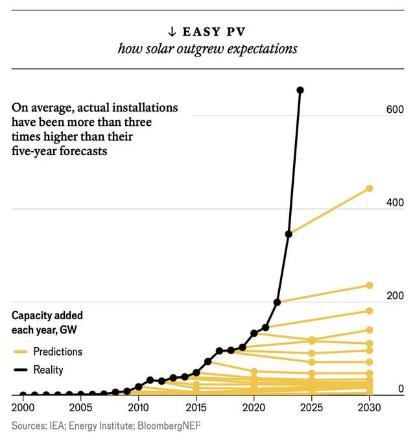 ↓ EASY PV
how solar outgrew expectations
On average, actual installations
have been more than three
times higher than their
five-year forecasts
600
400
200
Capacity added
each year, GW
Predictions
Reality
0
2000 2005 2010 2015 2020 2025 2030
Sources: IEA; Energy Institute; BloombergNEF